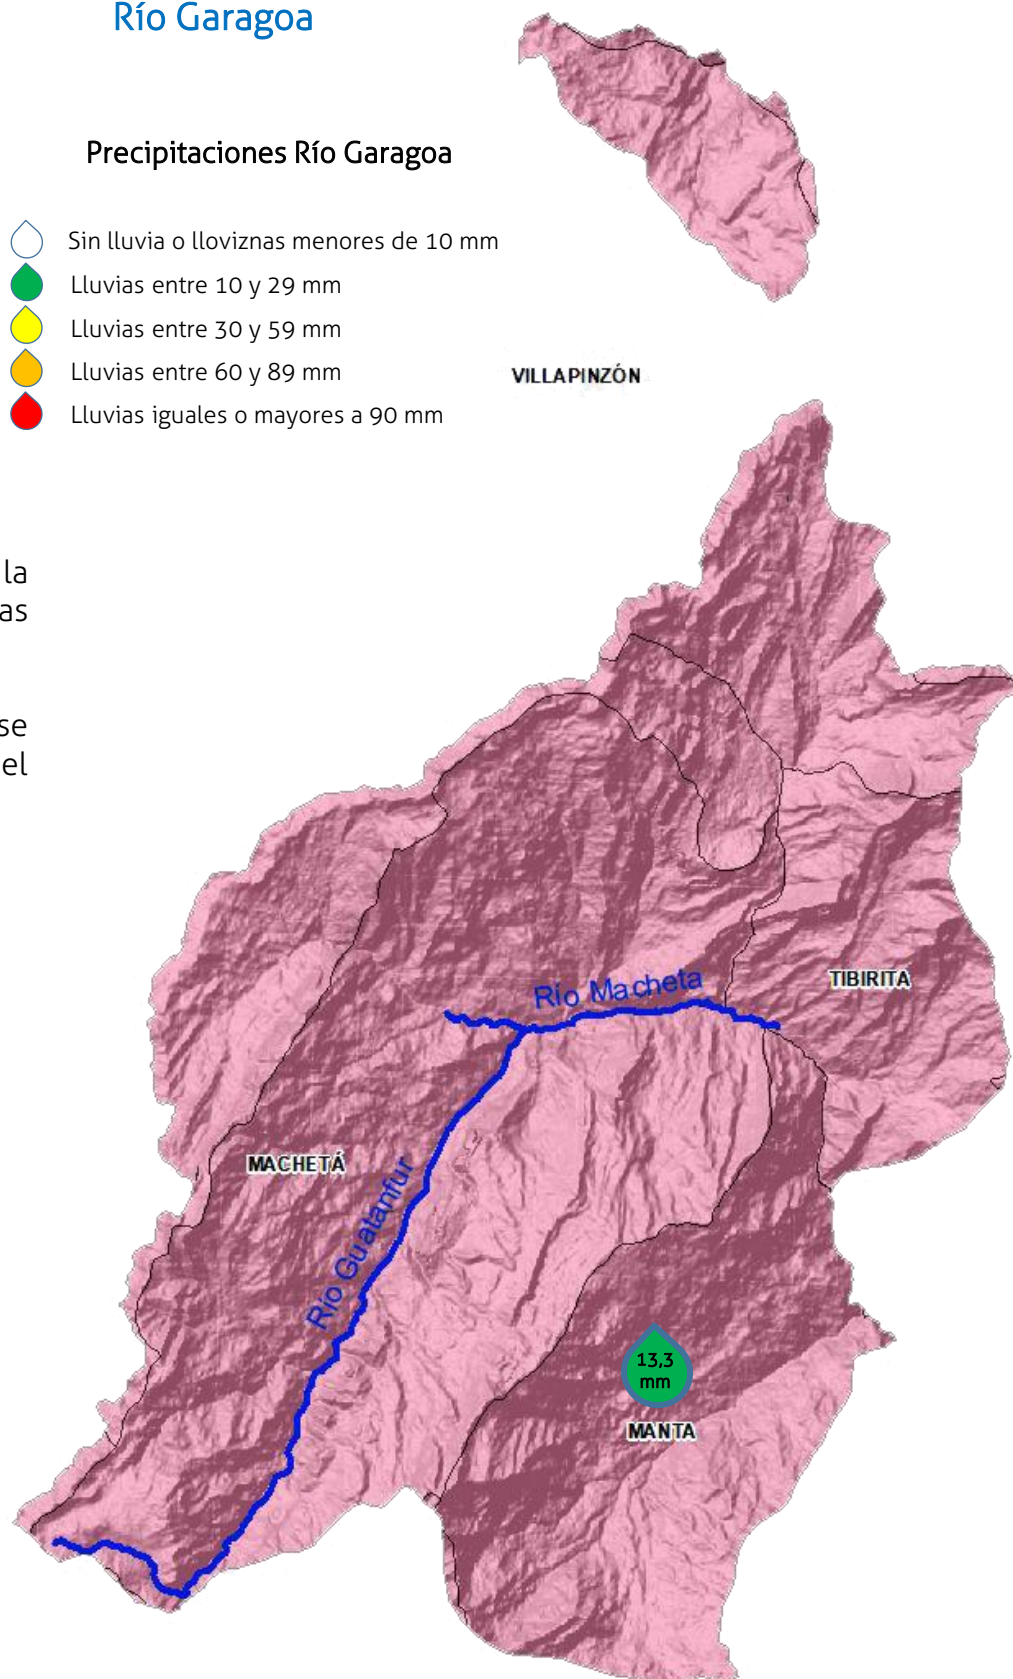 Río Garagoa
Precipitaciones Río Garagoa
Sin lluvia o lloviznas menores de 10 mm
Lluvias entre 10 y 29 mm
Lluvias entre 30 y 59 mm
Lluvias entre 60 y 89 mm
Lluvias iguales o mayores a 90 mm
VILLAPINZÓN
la
as
se
el
Río Macheta
TIBIRITA
MACHETÁ
Río Guatanfur
13,3
mm
MANTA